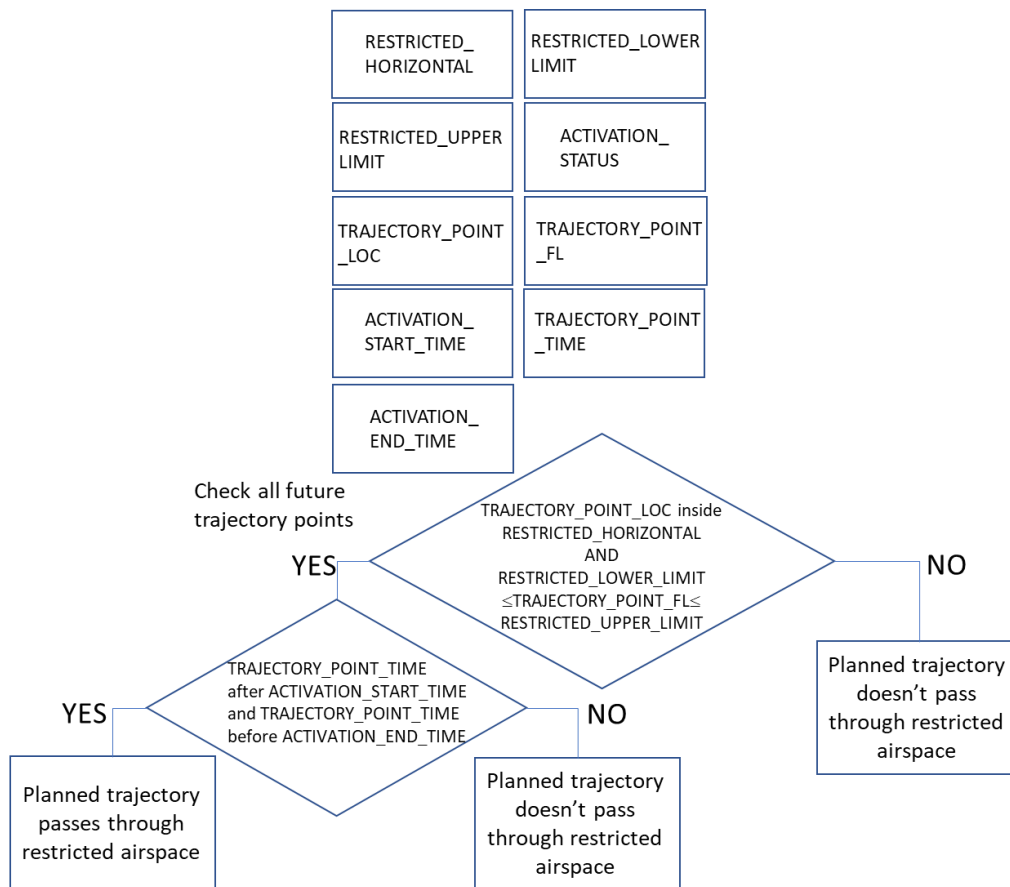 RESTRICTED_
HORIZONTAL
RESTRICTED_LOWER
LIMIT
RESTRICTED_UPPER
LIMIT
ACTIVATION_
STATUS
TRAJECTORY_POINT
_LOC
TRAJECTORY_POINT
_FL
ACTIVATION_
START_TIME
TRAJECTORY_POINT
_TIME
ACTIVATION_
END_TIME
Check all future
trajectory points
TRAJECTORY_POINT_LOC inside
RESTRICTED_HORIZONTAL
AND
RESTRICTED_LOWER_LIMIT
≤TRAJECTORY_POINT_FL≤
RESTRICTED_UPPER_LIMIT
YES
NO
TRAJECTORY_POINT_TIME
after ACTIVATION_START_TIME
and TRAJECTORY_POINT_TIME
before ACTIVATION_END_TIME
Planned trajectory
doesn't pass
through restricted
airspace
YES
NO
Planned trajectory
passes through
restricted airspace
Planned trajectory
doesn't pass
through restricted
airspace